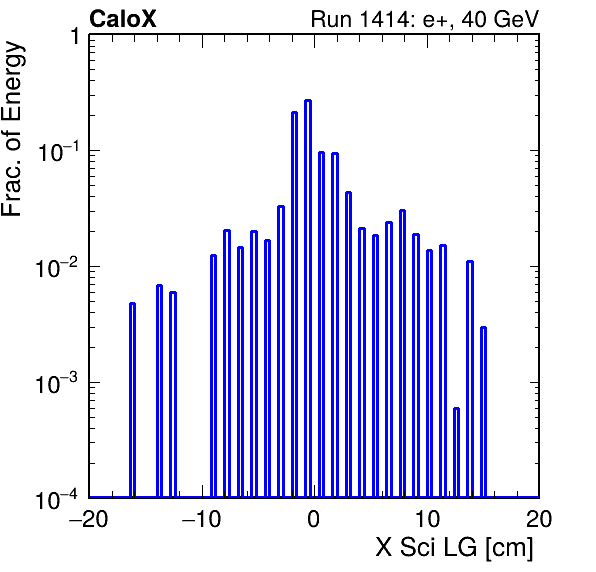 CaloX Run 1414: e+, 40 GeV
Frac. of Energy
1
10⁻¹
10⁻²
10⁻³
10⁻⁴
−20 −10 0 10 20
X Sci LG [cm]